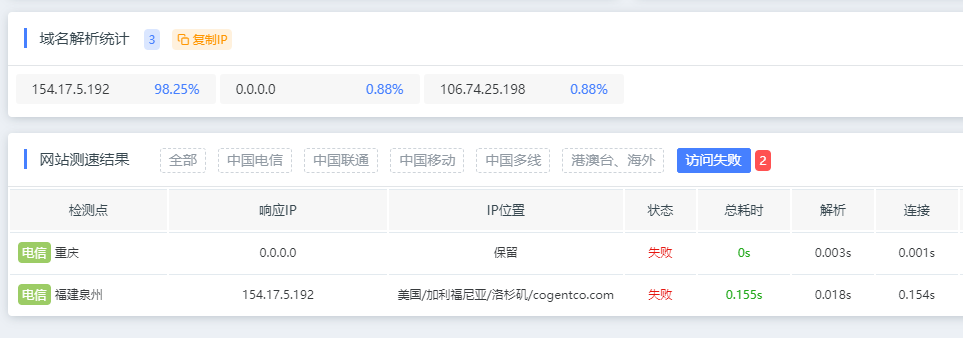 域名解析统计 3 复制IP
154.17.5.192 98.25% 0.0.0.0 0.88% 106.74.25.198 0.88%
网站测速结果 全部 中国电信 中国联通 中国移动 中国多线 港澳台、海外 访问失败 2
检测点 响应IP IP位置 状态 总耗时 解析 连接
电信 重庆 0.0.0.0 保留 失败 0s 0.003s 0.001s
电信 福建泉州 154.17.5.192 美国/加利福尼亚/洛杉矶/cogentco.com 失败 0.155s 0.018s 0.154s